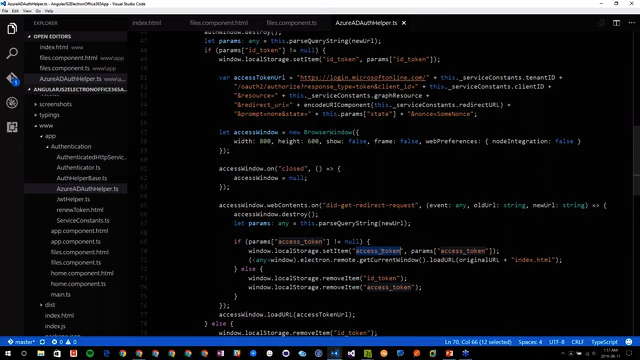 AzureADAuthHelper.ts - AngularJS2ElectronOffice365App - Visual Studio Code
File Edit View Goto Help
EXPLORER
OPEN EDITORS
index.html www
files.component.html
files.component.ts
AzureADAuthHelper.ts
ANGULARJS2ELECTRONOFFICE365AP...
screenshots
typings
www
app
Authentication
AuthenticatedHttpServic...
Authenticator.ts
AuthHelperBase.ts
AzureADAuthHelper.ts
JwtHelper.ts
renewToken.html
ServiceConstants.ts
app.component.ts
files.component.html
files.component.ts
home.component.html
home.component.ts
main.ts
dist
index.html
index.js
index.html
files.component.html
files.component.ts
AzureADAuthHelper.ts
authWindow.destroy();
47 let params: any = this.parseQueryString(newUrl);
if (params["id_token"] != null) {
window.localStorage.setItem("id_token", params["id_token"]);
var accessTokenUrl = "https://login.microsoftonline.com/" + this._serviceConstants.tenantID +
"/oauth2/authorize?response_type=token&client_id=" + this._serviceConstants.clientID +
"&resource=" + this._serviceConstants.graphResource +
"&redirect_uri=" + encodeURIComponent(this._serviceConstants.redirectURL) +
"&prompt=none&state=" + params["state"] + "&nonce=SomeNonce";
let accessWindow = new BrowserWindow({
width: 800, height: 600, show: false, frame: false, webPreferences: { nodeIntegration: false }
});
accessWindow.on("closed", () => {
accessWindow = null;
});
accessWindow.webContents.on("did-get-redirect-request", (event: any, oldUrl: string, newUrl: string) => {
accessWindow.destroy();
let params: any = this.parseQueryString(newUrl);
if (params["access_token"] != null) {
window.localStorage.setItem("access_token", params["access_token"]);
(<any>window).electron.remote.getCurrentWindow().loadURL(originalURL + "index.html");
} else {
window.localStorage.removeItem("id_token");
window.localStorage.removeItem("access_token");
}
});
accessWindow.loadURL(accessTokenUrl);
} else {
window.localStorage.removeItem("id_token");
master* 0 0
Ln 70, Col 66 Spaces: 4 UTF-8 CRLF TypeScript
1:17 AM